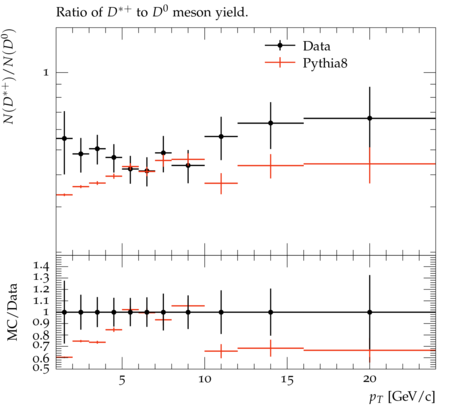 Ratio of D*+ to D0 meson yield.
N(D*+)/N(D0)
Data
Pythia8
1
MC/Data
1.4
1.3
1.2
1.1
1
0.9
0.8
0.7
0.6
0.5
5
10
15
20
pT [GeV/c]